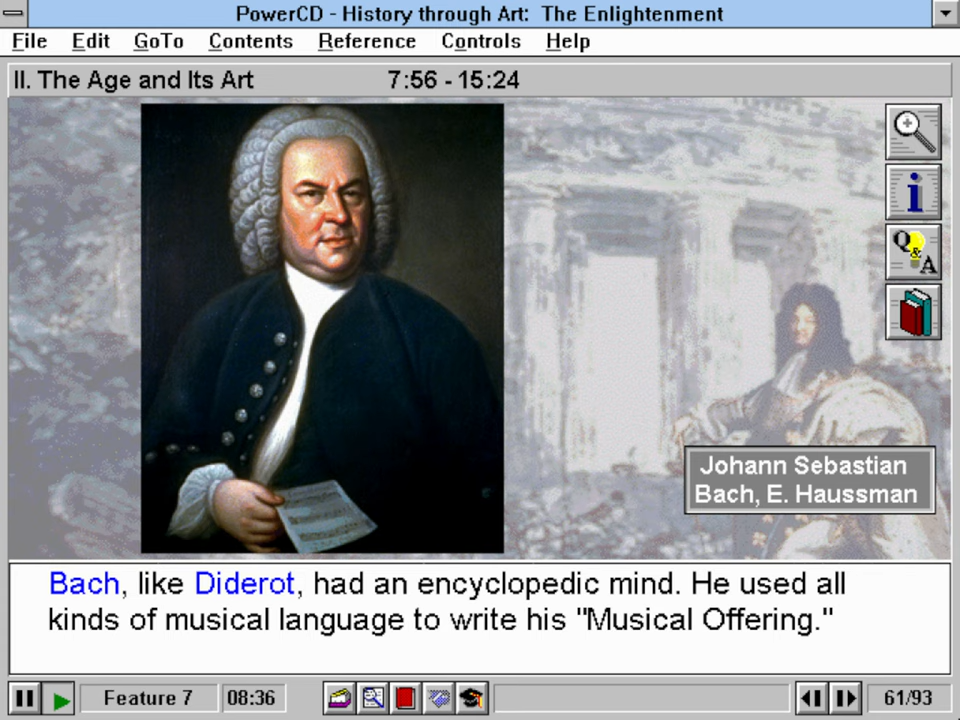 PowerCD - History through Art:  The Enlightenment
File Edit GoTo Contents Reference Controls Help
II. The Age and Its Art 7:56 - 15:24
i
Q & A
Johann Sebastian
Bach, E. Haussman
Bach, like Diderot, had an encyclopedic mind. He used all
kinds of musical language to write his "Musical Offering."
Feature 7 08:36 61/93